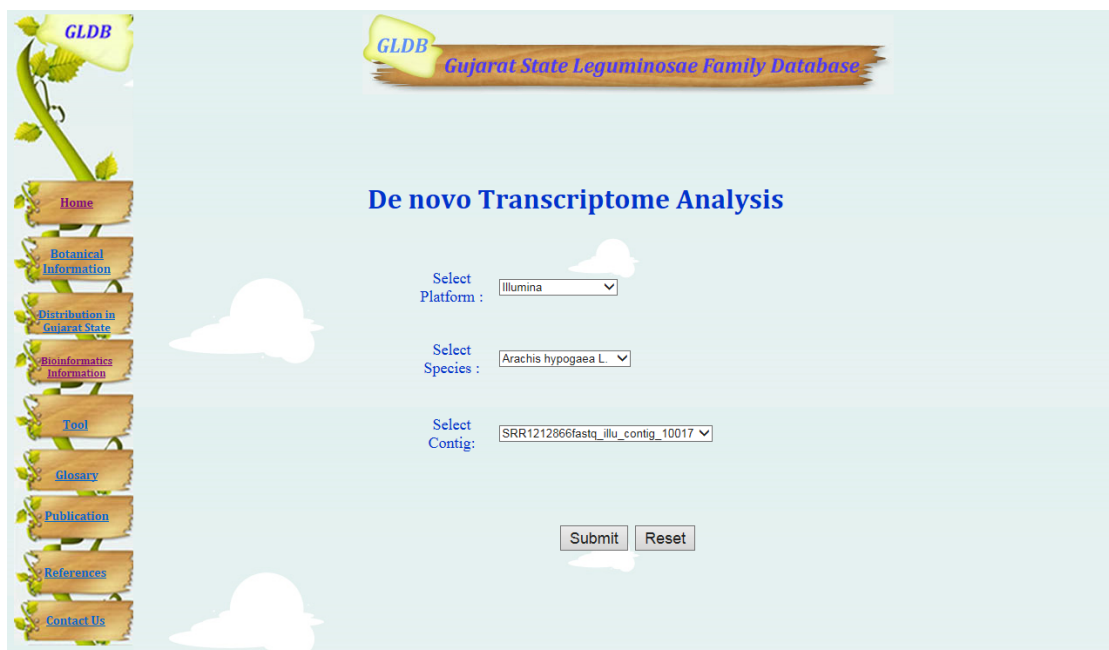 GLDB
GLDB
Gujarat State Leguminosae Family Database
Home
Botanical
Information
Distribution in
Gujarat State
Bioinformatics
Information
Tool
Glosary
Publication
References
Contact Us
De novo Transcriptome Analysis
Select
Platform :
Illumina
Select
Species :
Arachis hypogaea L.
Select
Contig:
SRR1212866fastq_illu_contig_10017
Submit Reset